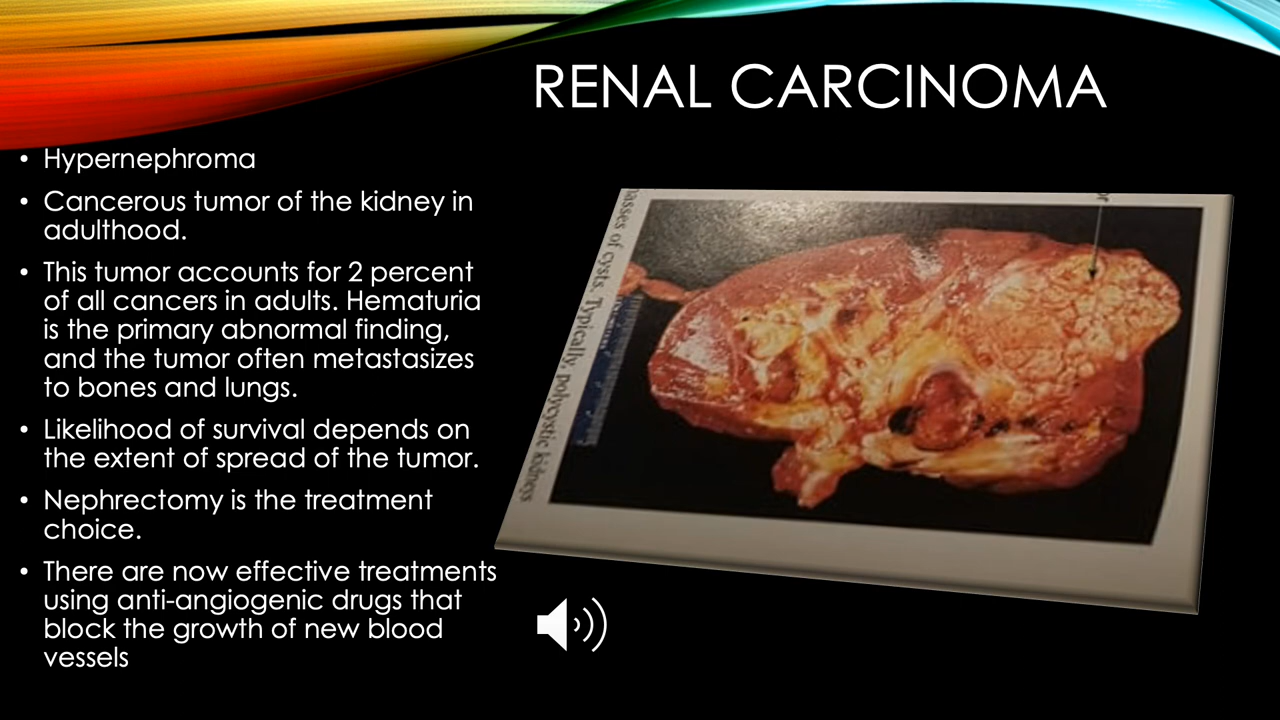 RENAL CARCINOMA
• Hypernephroma
• Cancerous tumor of the kidney in
adulthood.
• This tumor accounts for 2 percent
of all cancers in adults. Hematuria
is the primary abnormal finding,
and the tumor often metastasizes
to bones and lungs.
• Likelihood of survival depends on
the extent of spread of the tumor.
• Nephrectomy is the treatment
choice.
• There are now effective treatments
using anti-angiogenic drugs that
block the growth of new blood
vessels
asses of cysts. Typically, polycystic kidneys
or